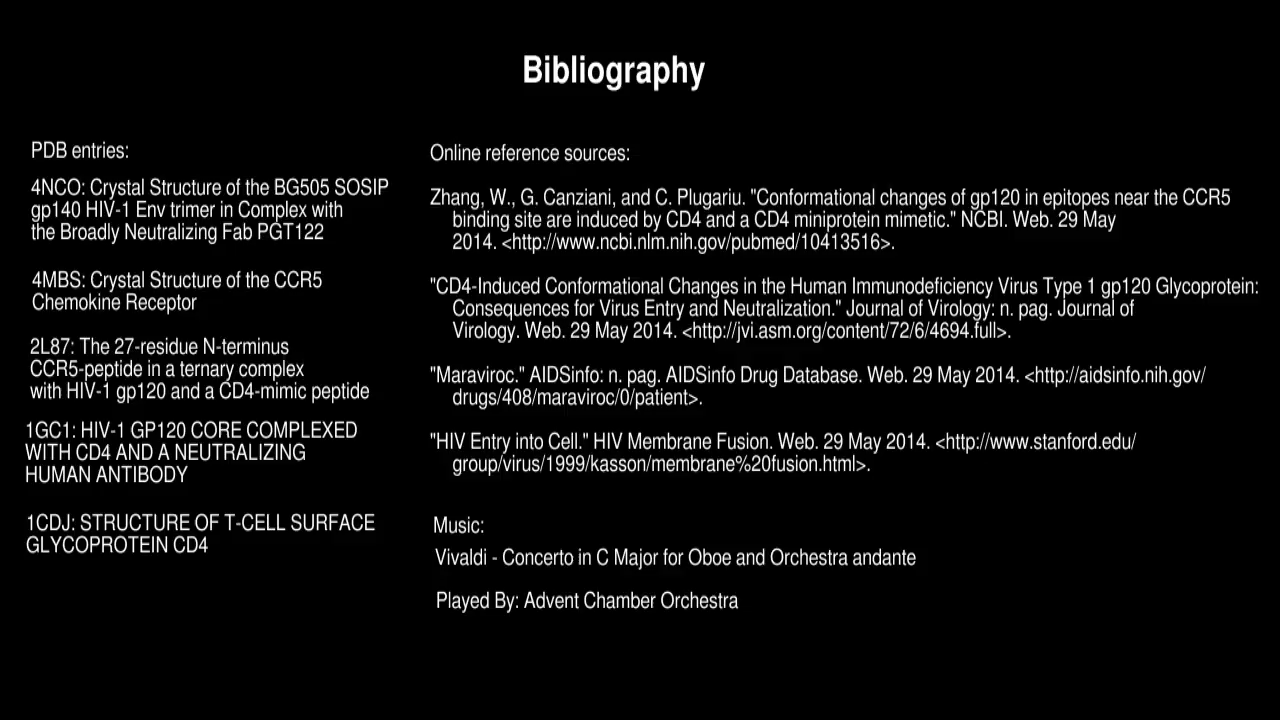 Bibliography
PDB entries:
4NCO: Crystal Structure of the BG505 SOSIP
gp140 HIV-1 Env trimer in Complex with
the Broadly Neutralizing Fab PGT122
4MBS: Crystal Structure of the CCR5
Chemokine Receptor
2L87: The 27-residue N-terminus
CCR5-peptide in a ternary complex
with HIV-1 gp120 and a CD4-mimic peptide
1GC1: HIV-1 GP120 CORE COMPLEXED
WITH CD4 AND A NEUTRALIZING
HUMAN ANTIBODY
1CDJ: STRUCTURE OF T-CELL SURFACE
GLYCOPROTEIN CD4
Online reference sources:
Zhang, W., G. Canziani, and C. Plugariu. "Conformational changes of gp120 in epitopes near the CCR5
binding site are induced by CD4 and a CD4 miniprotein mimetic." NCBI. Web. 29 May
2014. <http://www.ncbi.nlm.nih.gov/pubmed/10413516>.
"CD4-Induced Conformational Changes in the Human Immunodeficiency Virus Type 1 gp120 Glycoprotein:
Consequences for Virus Entry and Neutralization." Journal of Virology: n. pag. Journal of
Virology. Web. 29 May 2014. <http://jvi.asm.org/content/72/6/4694.full>.
"Maraviroc." AIDSinfo: n. pag. AIDSinfo Drug Database. Web. 29 May 2014. <http://aidsinfo.nih.gov/
drugs/408/maraviroc/0/patient>.
"HIV Entry into Cell." HIV Membrane Fusion. Web. 29 May 2014. <http://www.stanford.edu/
group/virus/1999/kasson/membrane%20fusion.html>.
Music:
Vivaldi - Concerto in C Major for Oboe and Orchestra andante
Played By: Advent Chamber Orchestra